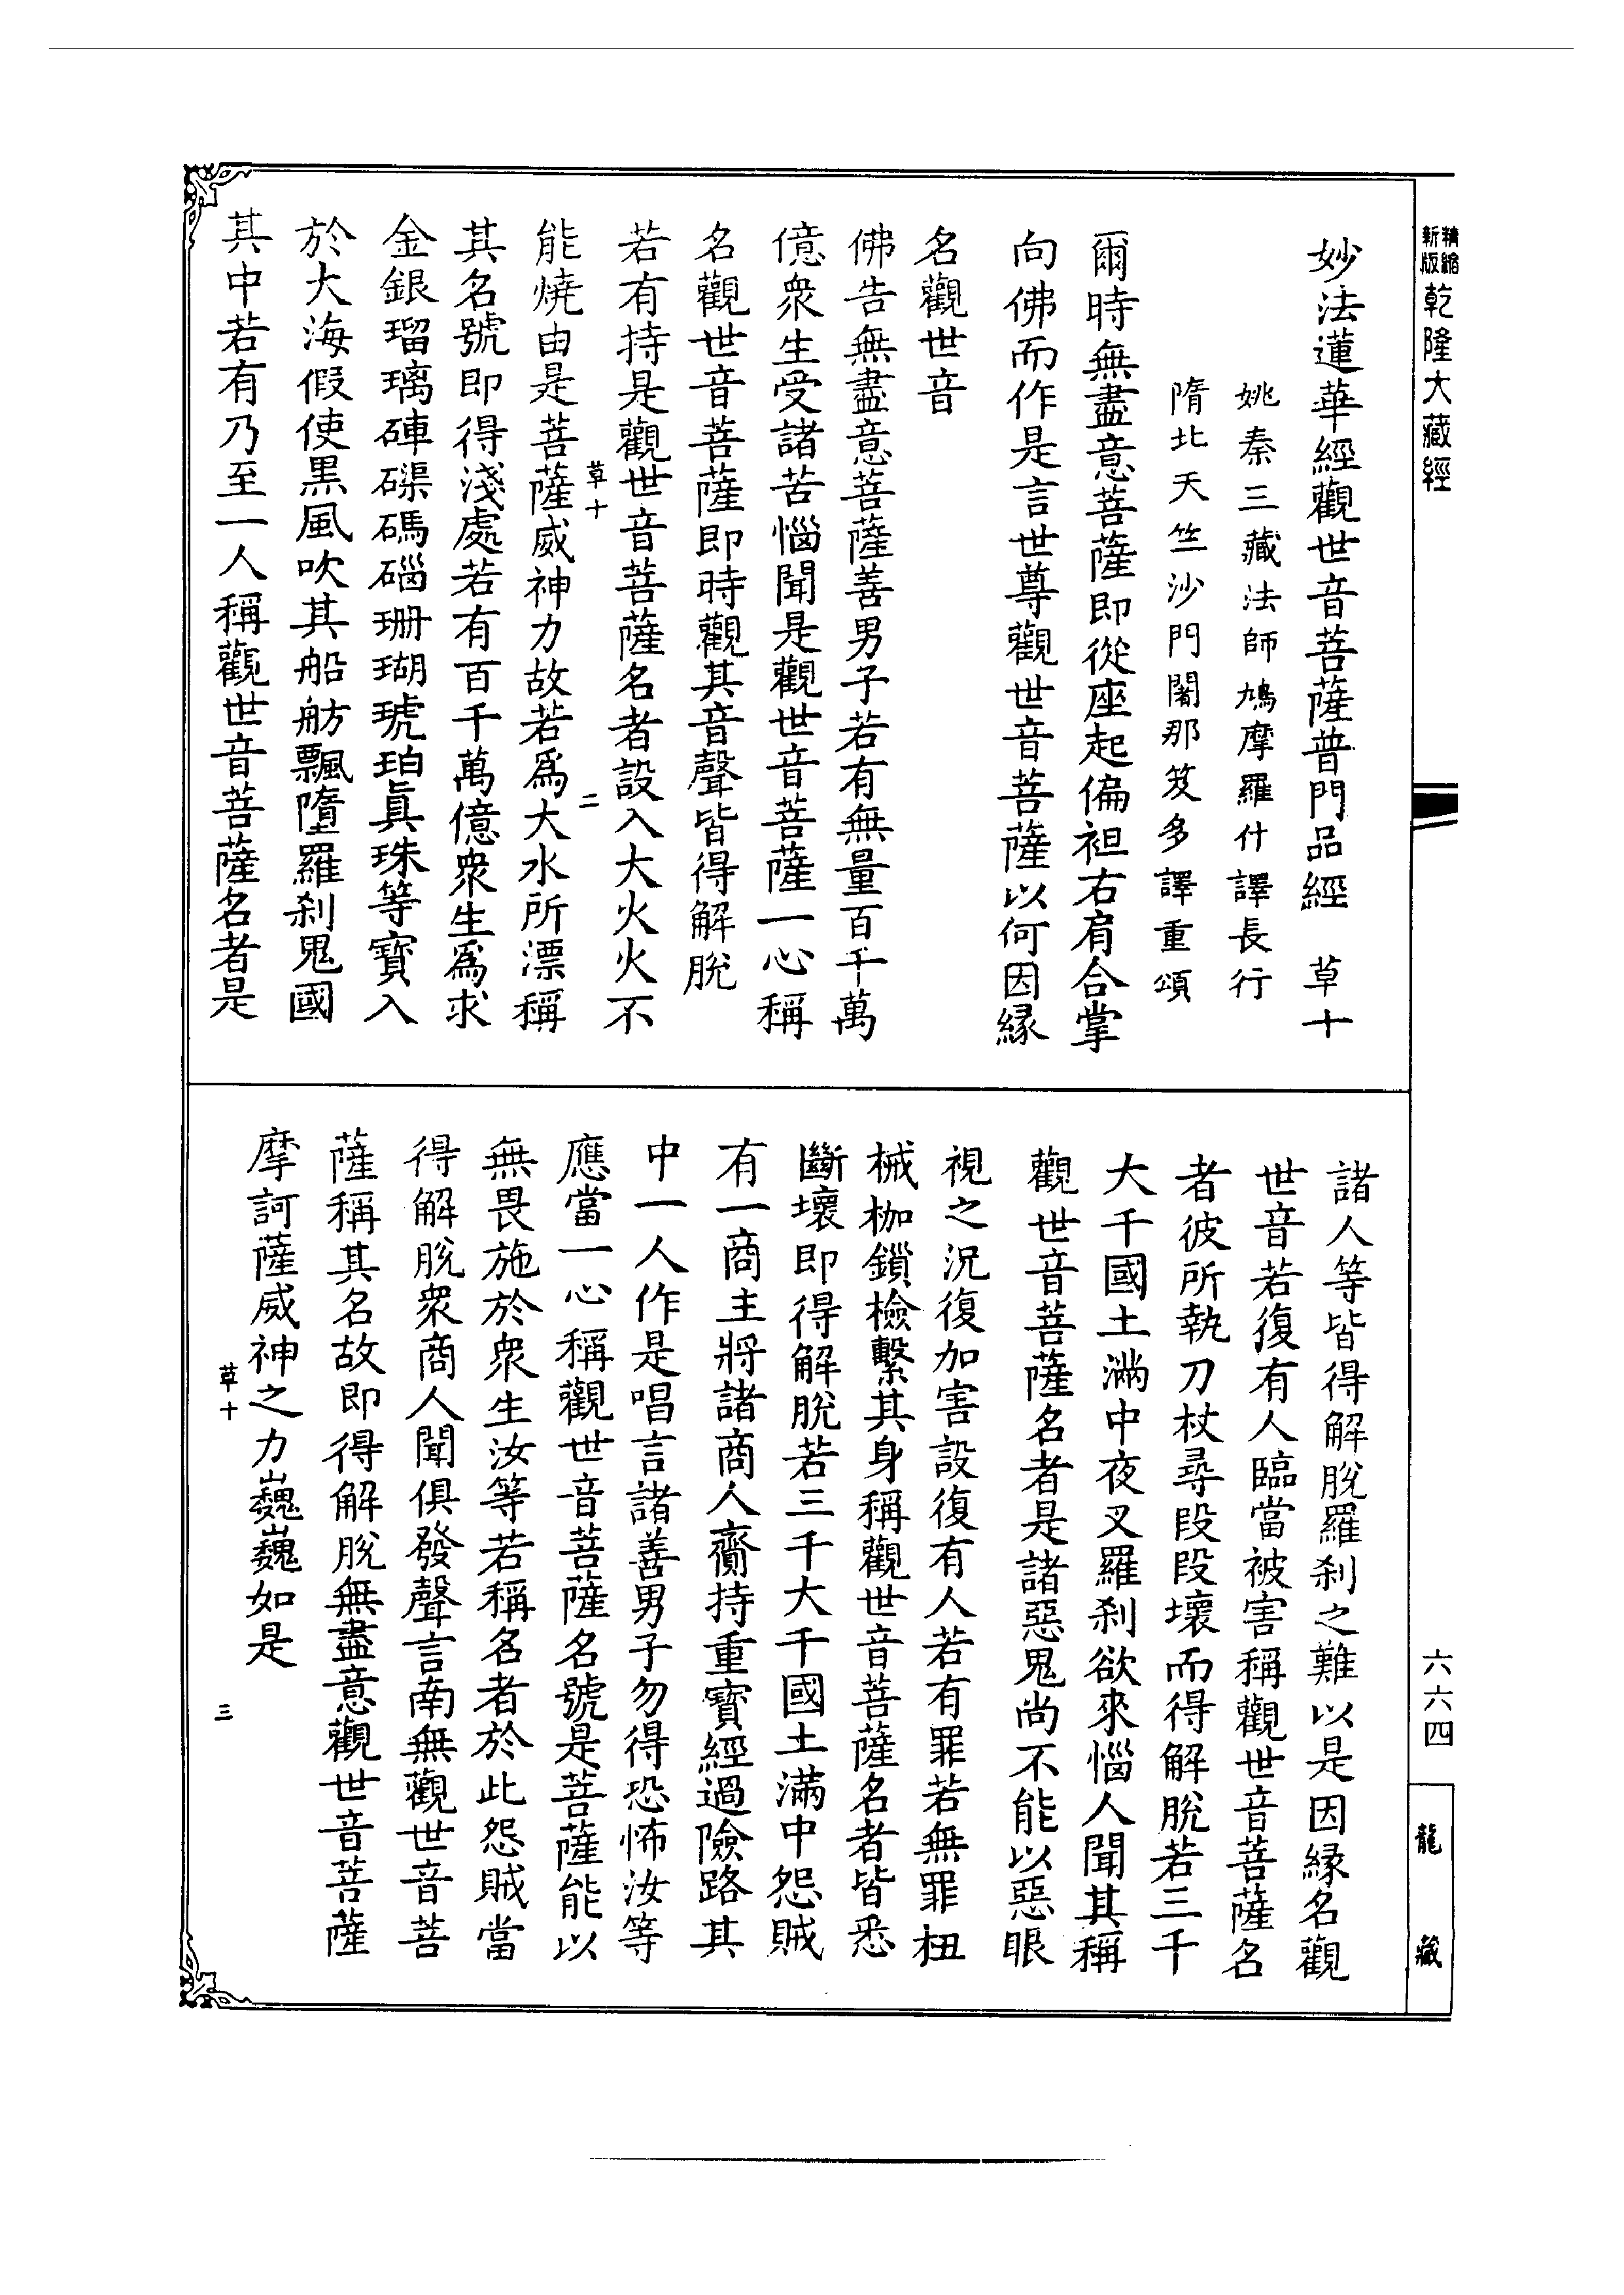 精縮新版乾隆大藏經
妙法蓮華經觀世音菩薩普門品經　草十
姚秦三藏法師鳩摩羅什譯長行
隋北天竺沙門闍那笈多譯重頌
爾時無盡意菩薩即從座起偏袒右肩合掌
向佛而作是言世尊觀世音菩薩以何因緣
名觀世音
佛告無盡意菩薩善男子若有無量百千萬
億衆生受諸苦惱聞是觀世音菩薩一心稱
名觀世音菩薩即時觀其音聲皆得解脫
若有持是觀世音菩薩名者設入大火火不
草十　二
能燒由是菩薩威神力故若爲大水所漂稱
其名號即得淺處若有百千萬億衆生爲求
金銀瑠璃硨磲碼碯珊瑚琥珀眞珠等寶入
於大海假使黑風吹其船舫飄墮羅刹鬼國
其中若有乃至一人稱觀世音菩薩名者是
諸人等皆得解脫羅刹之難以是因緣名觀
世音若復有人臨當被害稱觀世音菩薩名
者彼所執刀杖尋段段壞而得解脫若三千
大千國土滿中夜叉羅刹欲來惱人聞其稱
觀世音菩薩名者是諸惡鬼尚不能以惡眼
視之況復加害設復有人若有罪若無罪杻
械枷鎖檢繫其身稱觀世音菩薩名者皆悉
斷壞即得解脫若三千大千國土滿中怨賊
有一商主將諸商人齎持重寶經過險路其
中一人作是唱言諸善男子勿得恐怖汝等
應當一心稱觀世音菩薩名號是菩薩能以
無畏施於衆生汝等若稱名者於此怨賊當
得解脫衆商人聞俱發聲言南無觀世音菩
薩稱其名故即得解脫無盡意觀世音菩薩
摩訶薩威神之力巍巍如是
草十　三
六六四
龍藏